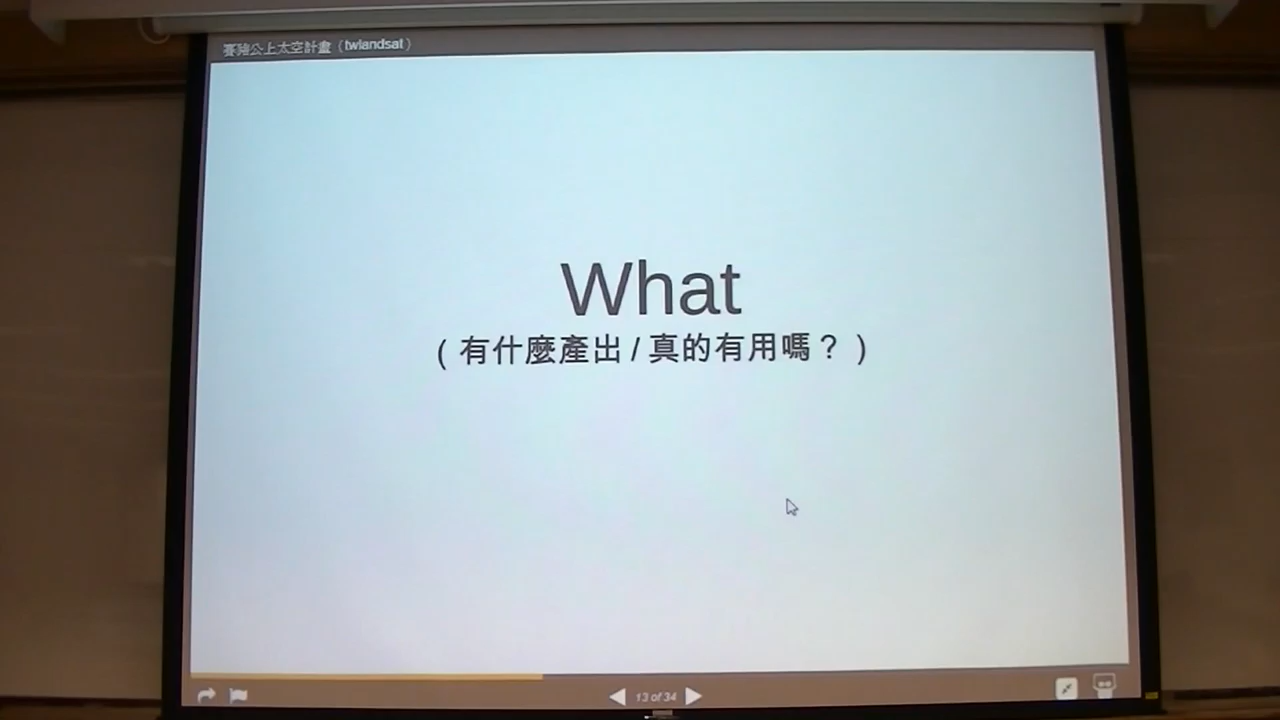 賽豬公上太空計畫（twlandsat）
What
（有什麼產出 / 真的有用嗎？）
13 of 34